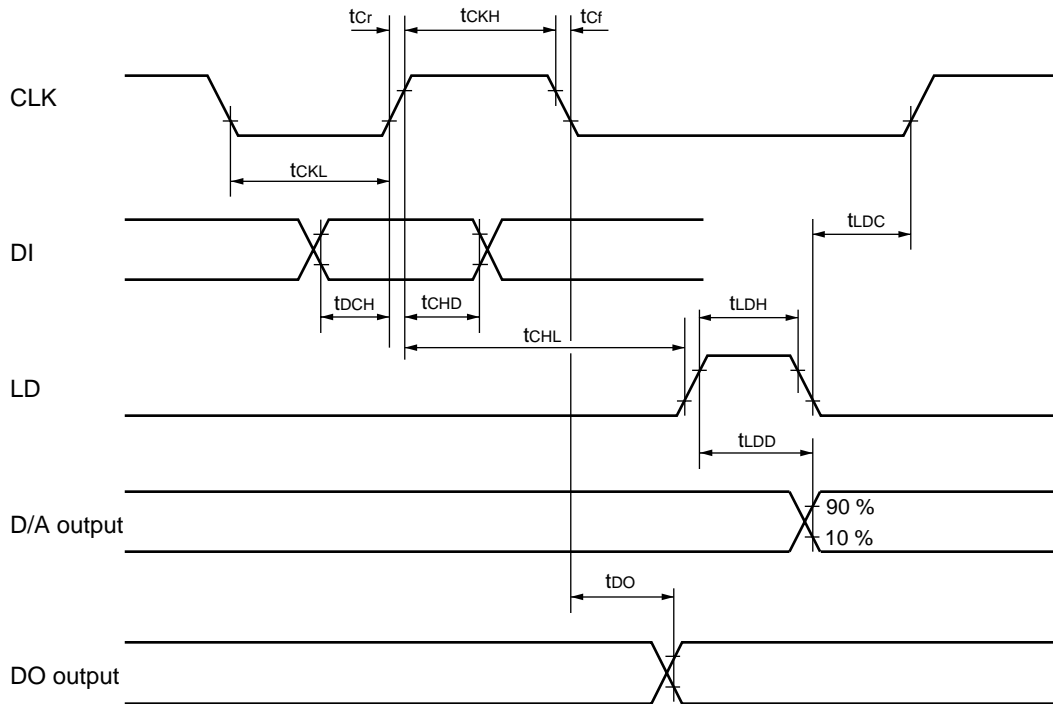 tCr tCKH tCf
CLK
tCKL
tLDC
DI
tDCH tCHD tLDH
tCHL
LD
tLDD
D/A output
90 %
10 %
tDO
DO output